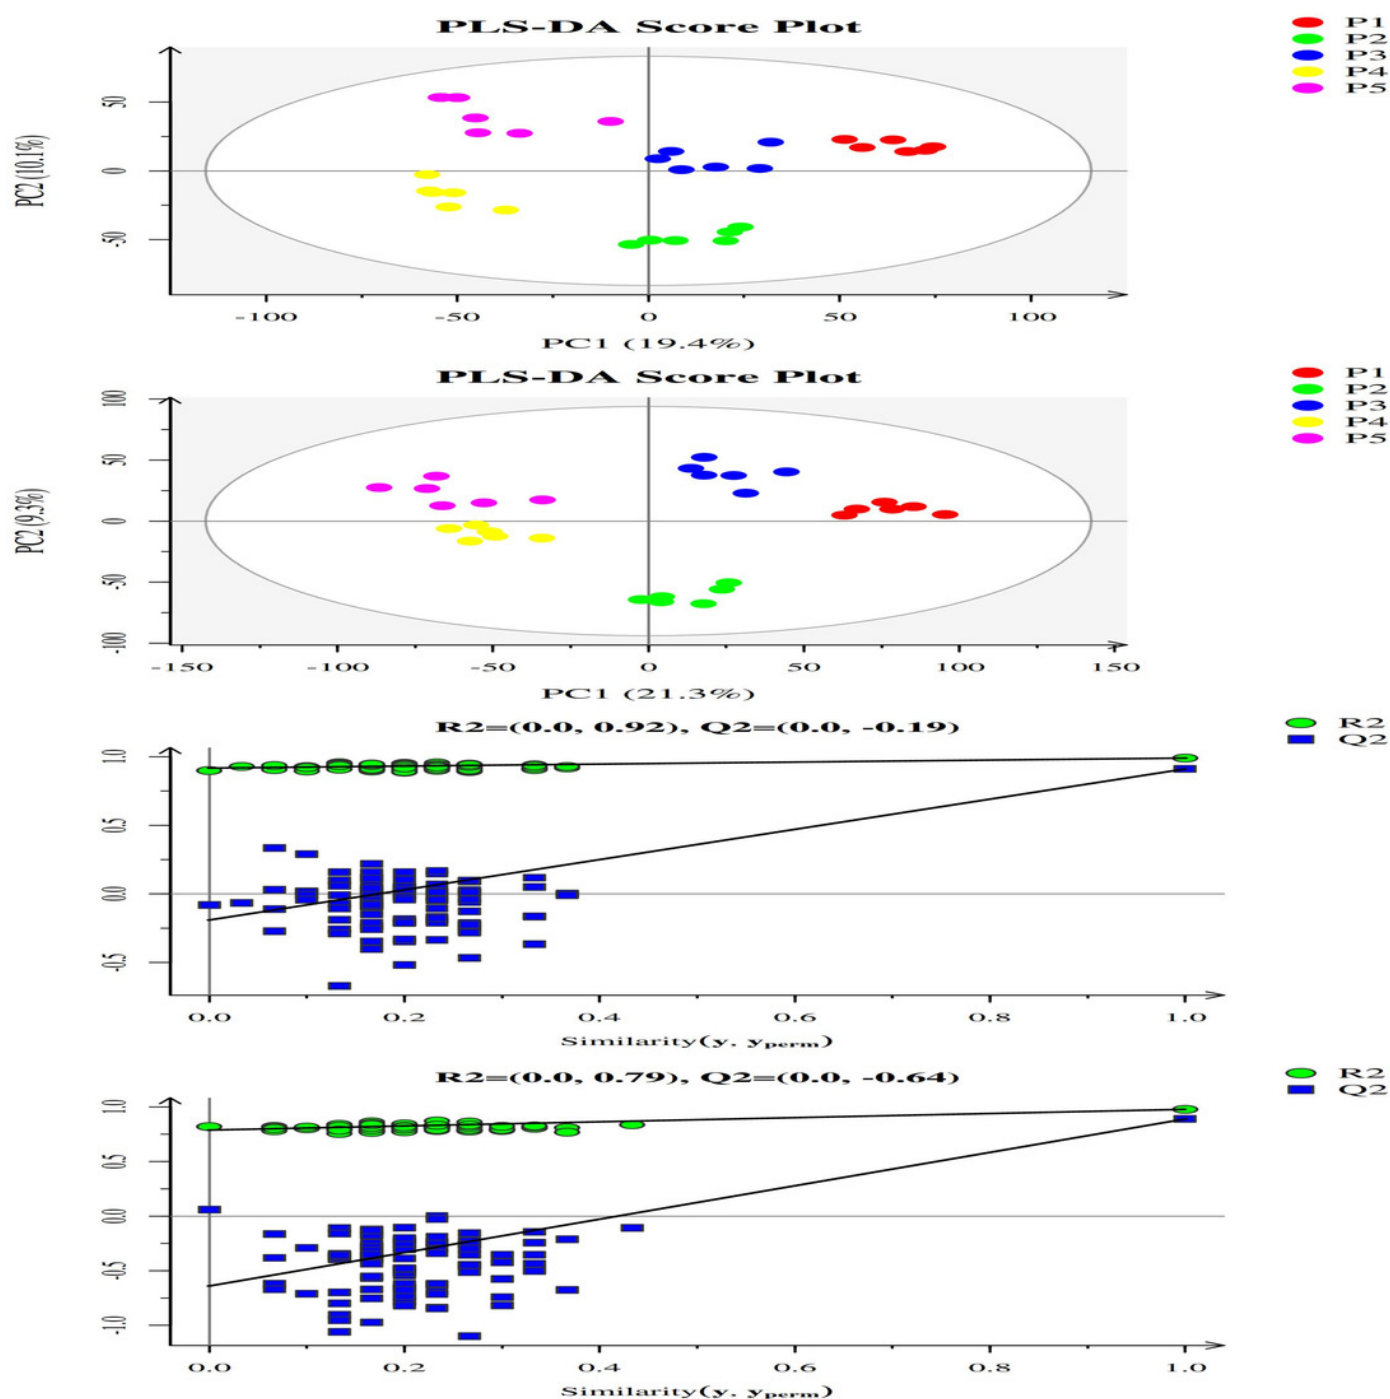 PLS-DA Score Plot
P1
P2
P3
P4
P5
PC2 (10.1%)
50
0
-50
-100 -50 0 50 100
PC1 (19.4%)
PLS-DA Score Plot
P1
P2
P3
P4
P5
PC2 (9.3%)
100
50
0
-50
-100
-150 -100 -50 0 50 100 150
PC1 (21.3%)
R2=(0.0, 0.92), Q2=(0.0, -0.19)
R2
Q2
1.0
0.5
0.0
-0.5
0.0 0.2 0.4 0.6 0.8 1.0
Similarity(y, yperm)
R2=(0.0, 0.79), Q2=(0.0, -0.64)
R2
Q2
1.0
0.5
0.0
-0.5
-1.0
0.0 0.2 0.4 0.6 0.8 1.0
Similarity(y, yperm)